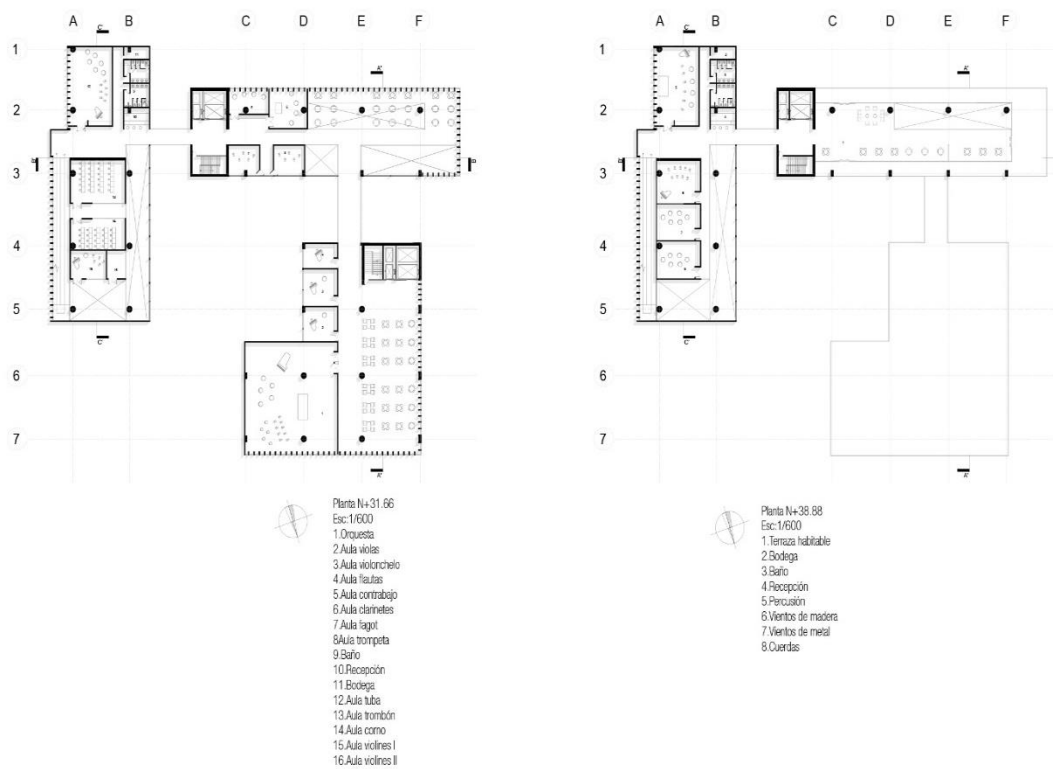 A B C D E F
1
2
3
4
5
6
7
C'
A'
B
B'
C'
A'
Planta N+31.66
Esc:1/600
1.Orquesta
2.Aula violas
3.Aula violonchelo
4.Aula flautas
5.Aula contrabajo
6.Aula clarinetes
7.Aula fagot
8Aula trompeta
9.Baño
10.Recepción
11.Bodega
12.Aula tuba
13.Aula trombón
14.Aula corno
15.Aula violines I
16.Aula violines II
A B C D E F
1
2
3
4
5
6
7
Planta N+38.88
Esc:1/600
1.Terraza habitable
2.Bodega
3.Baño
4.Recepción
5.Percusión
6.Vientos de madera
7.Vientos de metal
8.Cuerdas